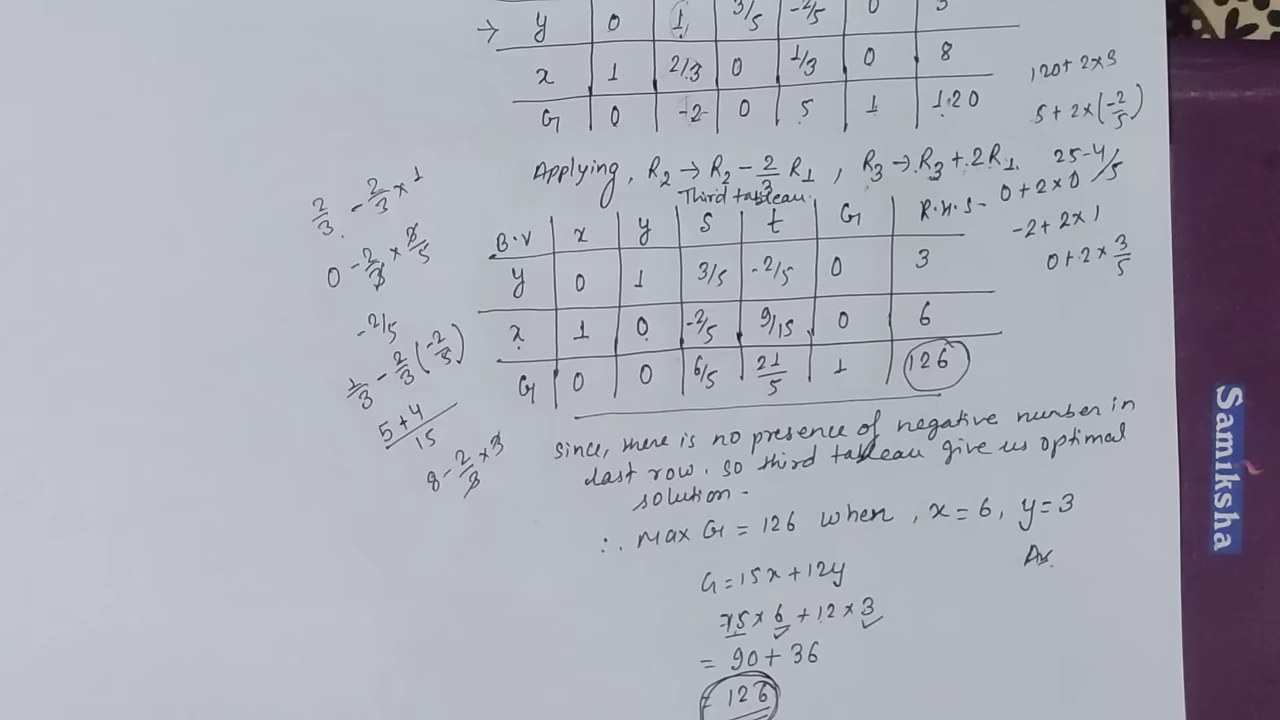 → y 0 1 3/5 -2/5 0 3
x 1 2/3 0 1/3 0 8
G 0 -2 0 5 1 120
Applying, R2 → R2 - 2/3 R1, R3 → R3 + 2R1.
Third tableau.
B.V x y s t G R.H.S-
y 0 1 3/5 -2/5 0 3
x 1 0 -2/5 9/15 0 6
G 0 0 6/5 21/5 1 126
Since, there is no presence of negative number in
last row. so third tableau give us optimal
solution -
∴ Max G = 126 when, x=6, y=3
Ans.
G = 15x + 12y
= 15 × 6 + 12 × 3
= 90 + 36
= 126
120 + 2×3
5 + 2×(-2/5)
25-4/5
0 + 2×0
-2 + 2×1
0 + 2 × 3/5
2/3 - 2/3 × 1
0 - 2/3 × 3/5
-2/5
1/3 - 2/3 (-2/5)
5+4/15
8 - 2/3 × 3
Samiksha